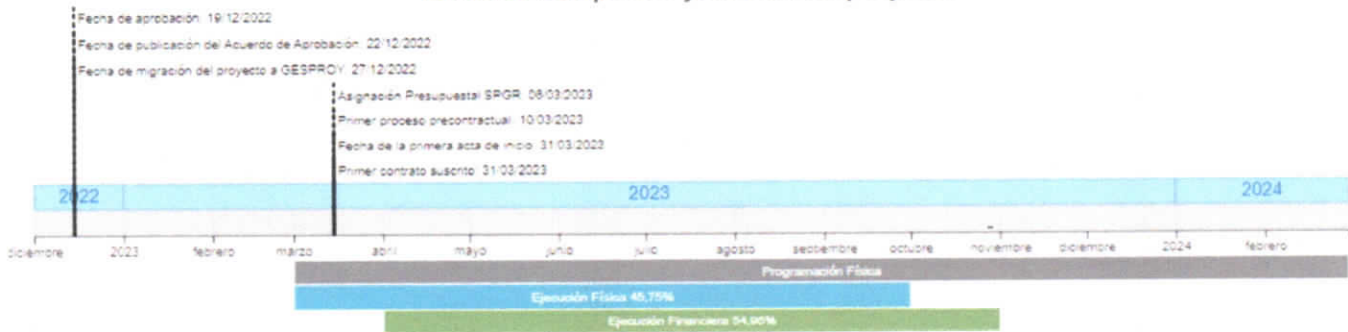 Fecha de aprobación: 19/12/2022
Fecha de publicación del Acuerdo de Aprobación: 22/12/2022
Fecha de migración del proyecto a GESPROY: 27/12/2022
Asignación Presupuestal SPGR: 06/03/2023
Primer proceso precontractual: 10/03/2023
Fecha de la primera acta de inicio: 31/03/2023
Primer contrato suscrito: 31/03/2023
2022 2023 2024
diciembre 2023 febrero marzo abril mayo junio julio agosto septiembre octubre noviembre diciembre 2024 febrero
Programación Física
Ejecución Física 45,75%
Ejecución Financiera 54,96%